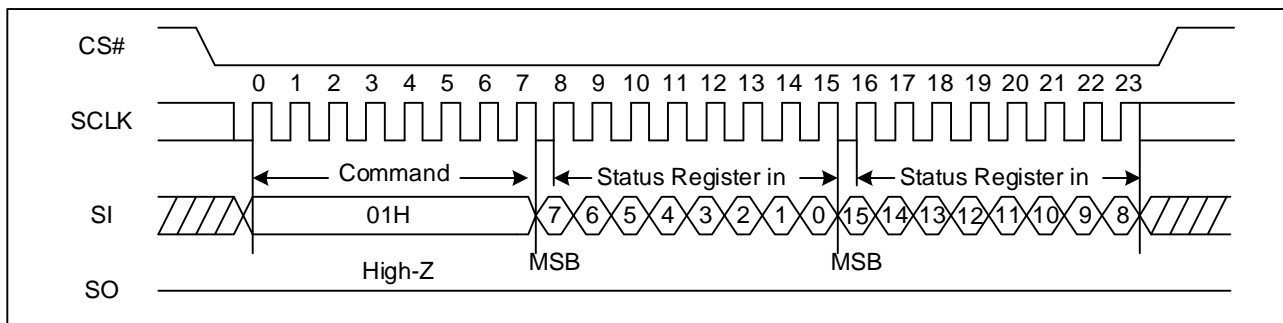 CS#
0 1 2 3 4 5 6 7 8 9 10 11 12 13 14 15 16 17 18 19 20 21 22 23
SCLK
Command Status Register in Status Register in
SI 01H 7 6 5 4 3 2 1 0 15 14 13 12 11 10 9 8
MSB MSB
High-Z
SO